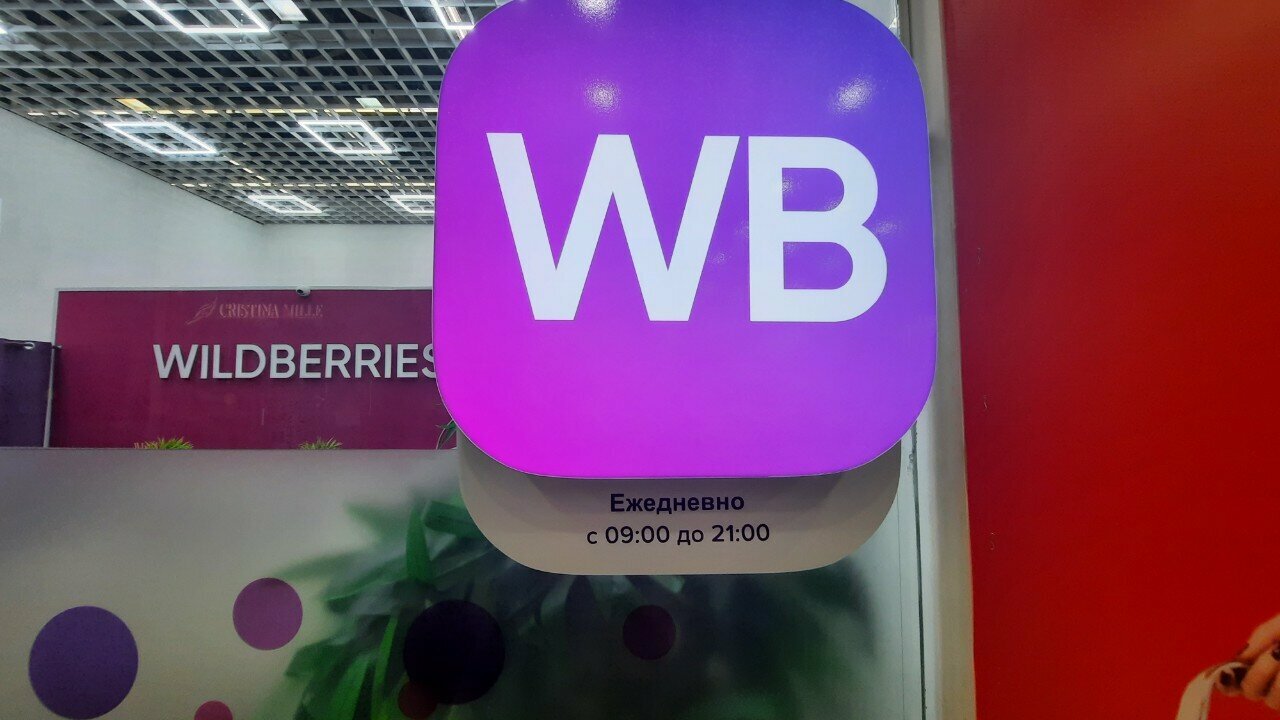 WB
CRISTINA MILLE
WILDBERRIES
Ежедневно
с 09:00 до 21:00